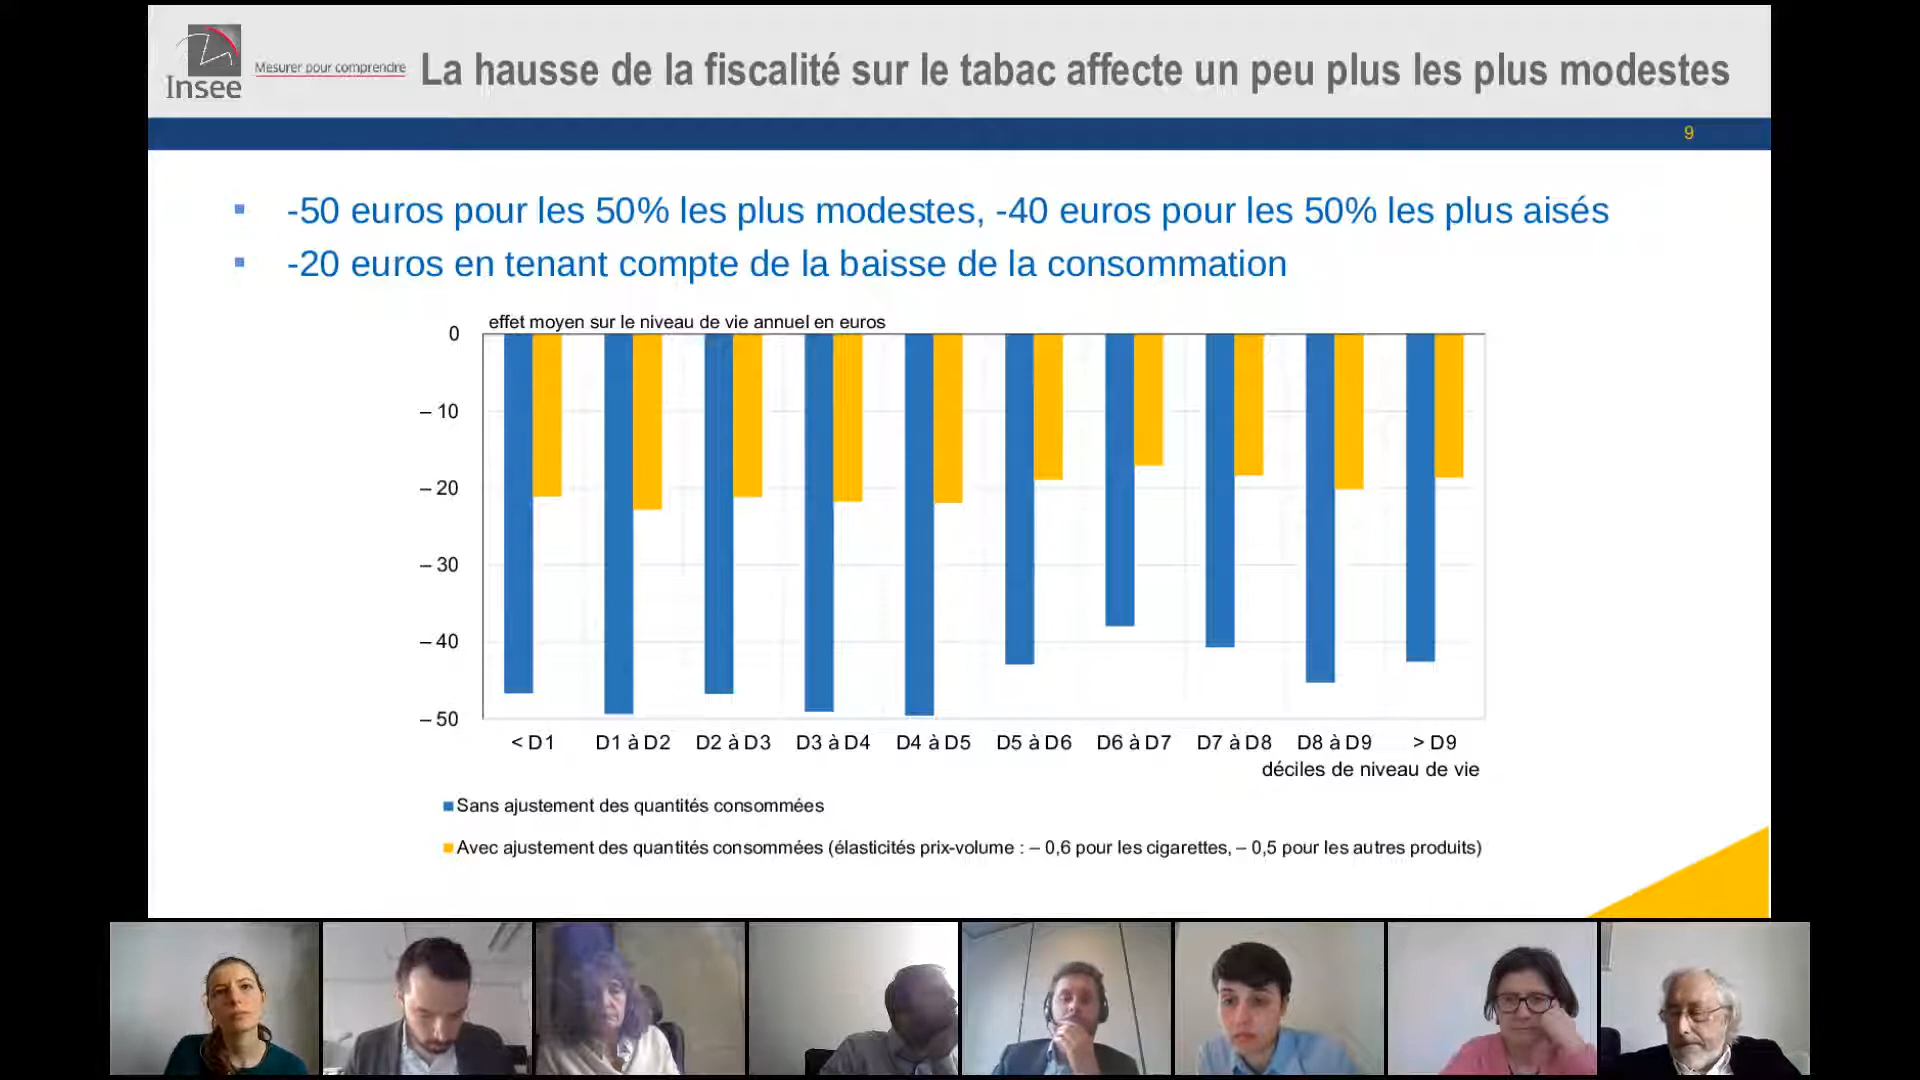 Insee
Mesurer pour comprendre
La hausse de la fiscalité sur le tabac affecte un peu plus les plus modestes
9
-50 euros pour les 50% les plus modestes, -40 euros pour les 50% les plus aisés
-20 euros en tenant compte de la baisse de la consommation
effet moyen sur le niveau de vie annuel en euros
0
– 10
– 20
– 30
– 40
– 50
< D1 D1 à D2 D2 à D3 D3 à D4 D4 à D5 D5 à D6 D6 à D7 D7 à D8 D8 à D9 > D9
déciles de niveau de vie
Sans ajustement des quantités consommées
Avec ajustement des quantités consommées (élasticités prix-volume : – 0,6 pour les cigarettes, – 0,5 pour les autres produits)